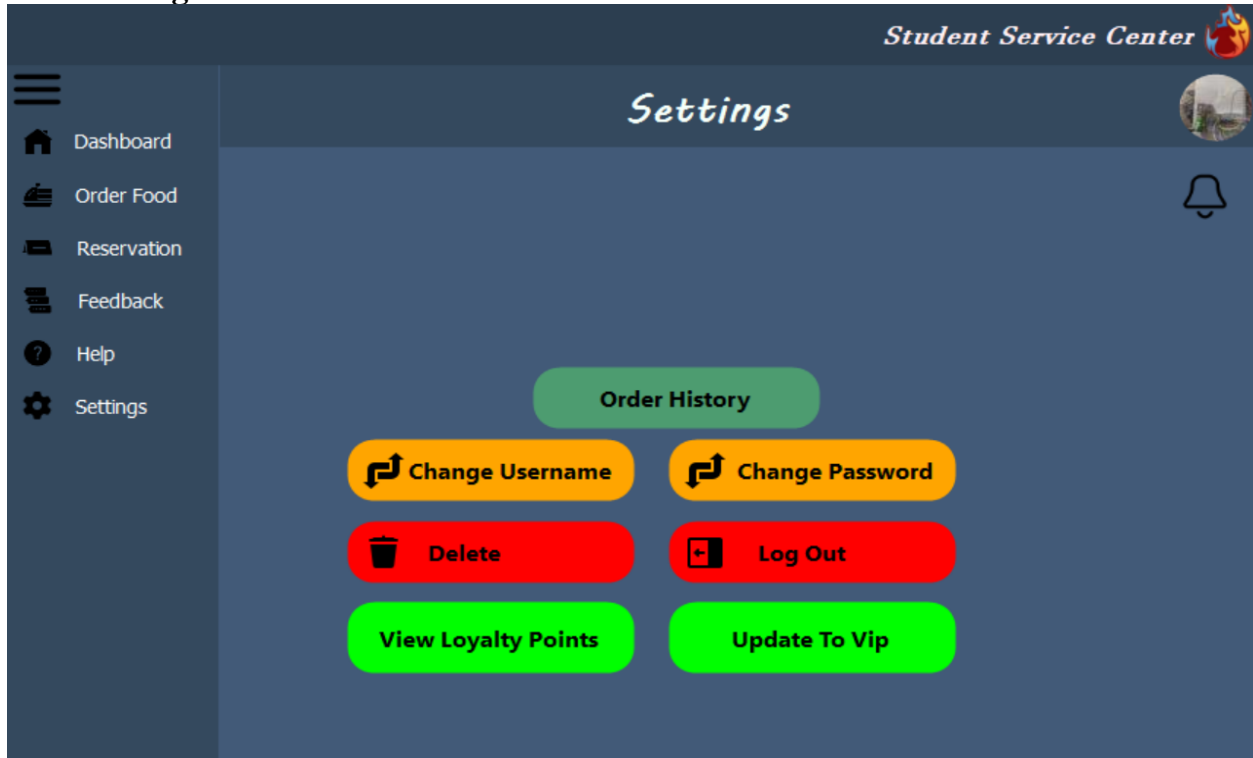 Student Service Center
Settings
Dashboard
Order Food
Reservation
Feedback
? Help
Settings
Order History
Change Username
Change Password
Delete
Log Out
View Loyalty Points
Update To Vip